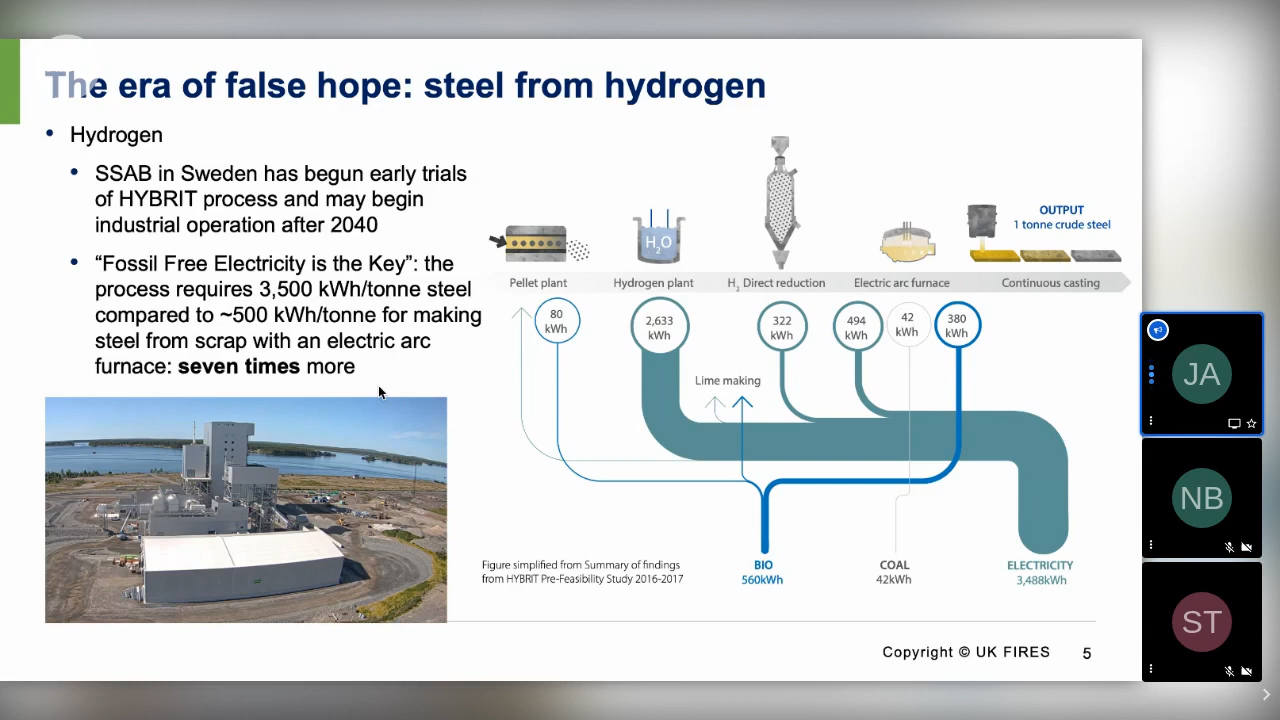 The era of false hope: steel from hydrogen
• Hydrogen
• SSAB in Sweden has begun early trials
of HYBRIT process and may begin
industrial operation after 2040
• “Fossil Free Electricity is the Key”: the
process requires 3,500 kWh/tonne steel
compared to ~500 kWh/tonne for making
steel from scrap with an electric arc
furnace: seven times more
H₂O
OUTPUT
1 tonne crude steel
Pellet plant
Hydrogen plant
H₂ Direct reduction
Electric arc furnace
Continuous casting
80
kWh
2,633
kWh
322
kWh
494
kWh
42
kWh
380
kWh
Lime making
Figure simplified from Summary of findings
from HYBRIT Pre-Feasibility Study 2016-2017
BIO
560kWh
COAL
42kWh
ELECTRICITY
3,488kWh
Copyright © UK FIRES
5
JA
NB
ST